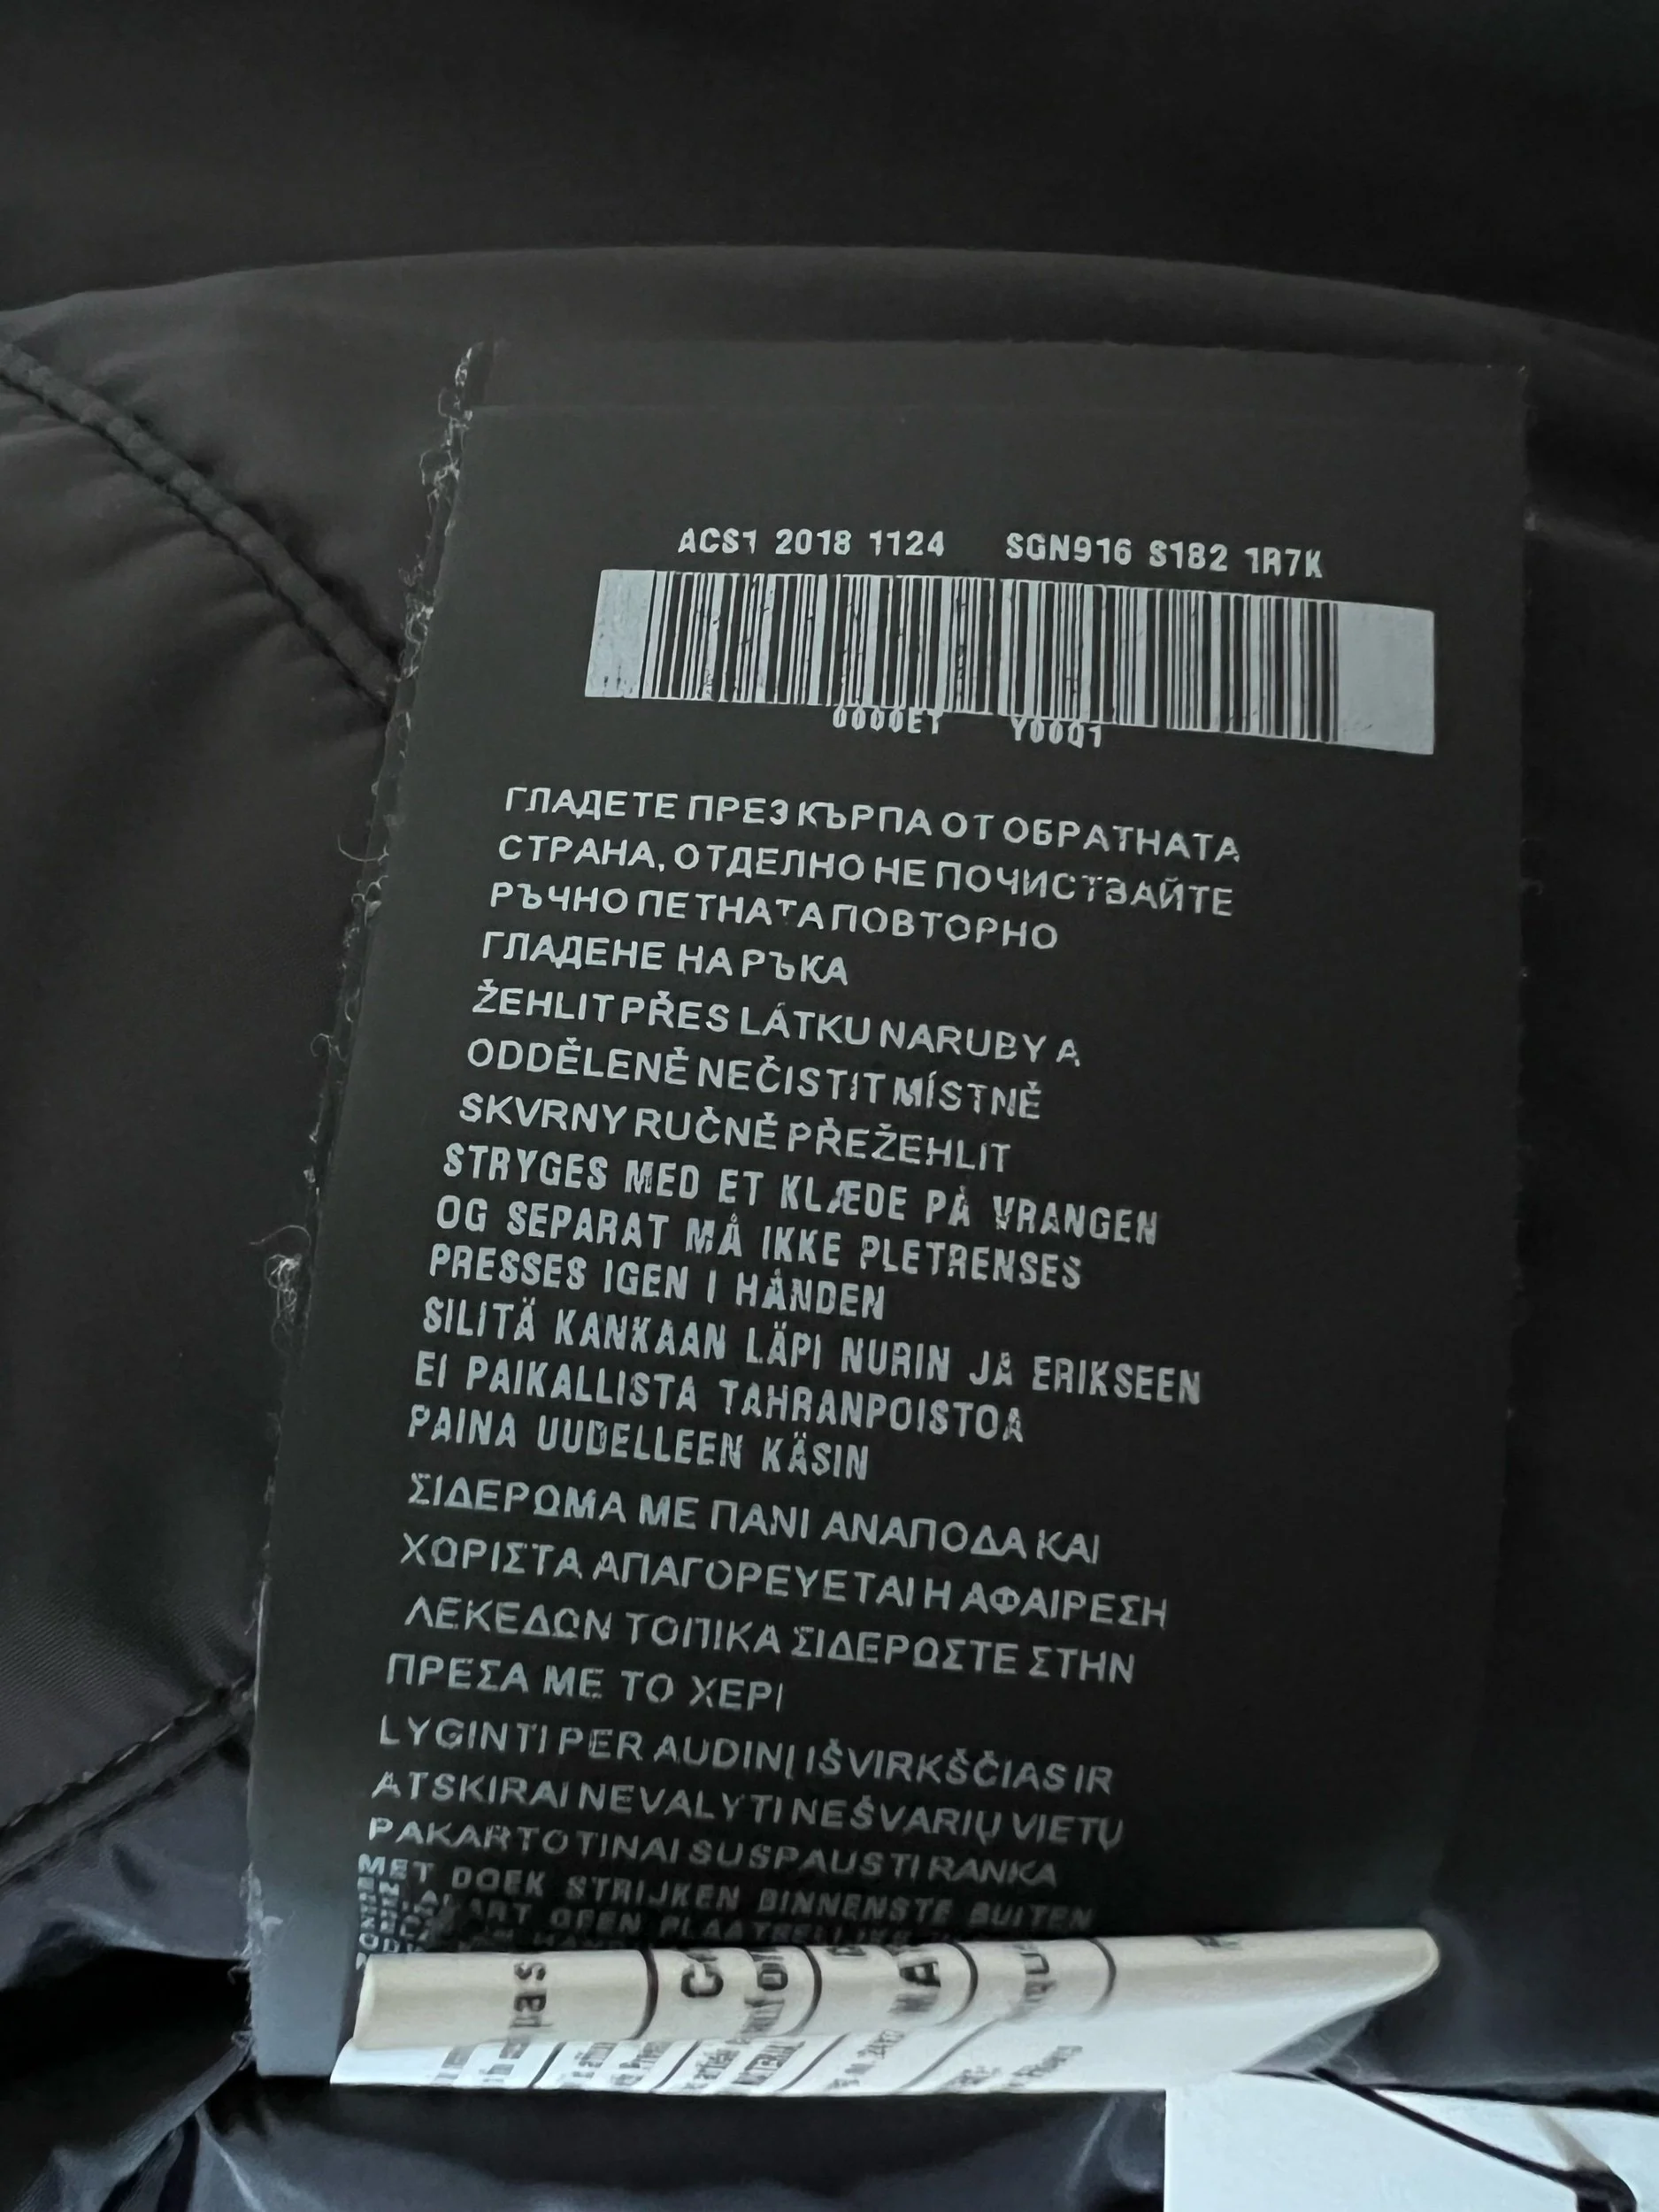 ACS1 2018 1124 SGN916 S182 1R7K
0000ET Y00Q1
ГЛАДЕТЕ ПРЕЗ КЪРПА ОТ ОБРАТНАТА
СТРАНА, ОТДЕЛНО НЕ ПОЧИСТВАЙТЕ
РЪЧНО ПЕТНАТА ПОВТОРНО
ГЛАДЕНЕ НА РЪКА
ŽEHLIT PŘES LÁTKU NARUBY A
ODDĚLENĚ NEČISTIT MÍSTNĚ
SKVRNY RUČNĚ PŘEŽEHLIT
STRYGES MED ET KLÆDE PÅ VRANGEN
OG SEPARAT MÅ IKKE PLETRENSES
PRESSES IGEN I HÅNDEN
SILITÄ KANKAAN LÄPI NURIN JA ERIKSEEN
EI PAIKALLISTA TAHRANPOISTOA
PAINA UUDELLEEN KÄSIN
ΣΙΔΕΡΩΜΑ ΜΕ ΠΑΝΙ ΑΝΑΠΟΔΑ ΚΑΙ
ΧΩΡΙΣΤΑ ΑΠΑΓΟΡΕΥΕΤΑΙ Η ΑΦΑΙΡΕΣΗ
ΛΕΚΕΔΩΝ ΤΟΠΙΚΑ ΣΙΔΕΡΩΣΤΕ ΣΤΗΝ
ΠΡΕΣΑ ΜΕ ΤΟ ΧΕΡΙ
LYGINTI PER AUDINĮ IŠVIRKŠČIAS IR
ATSKIRAI NEVALYTI NEŠVARIŲ VIETŲ
PAKARTOTINAI SUSPAUSTI RANKA
MET DOEK STRIJKEN BINNENSTE BUITEN
pas